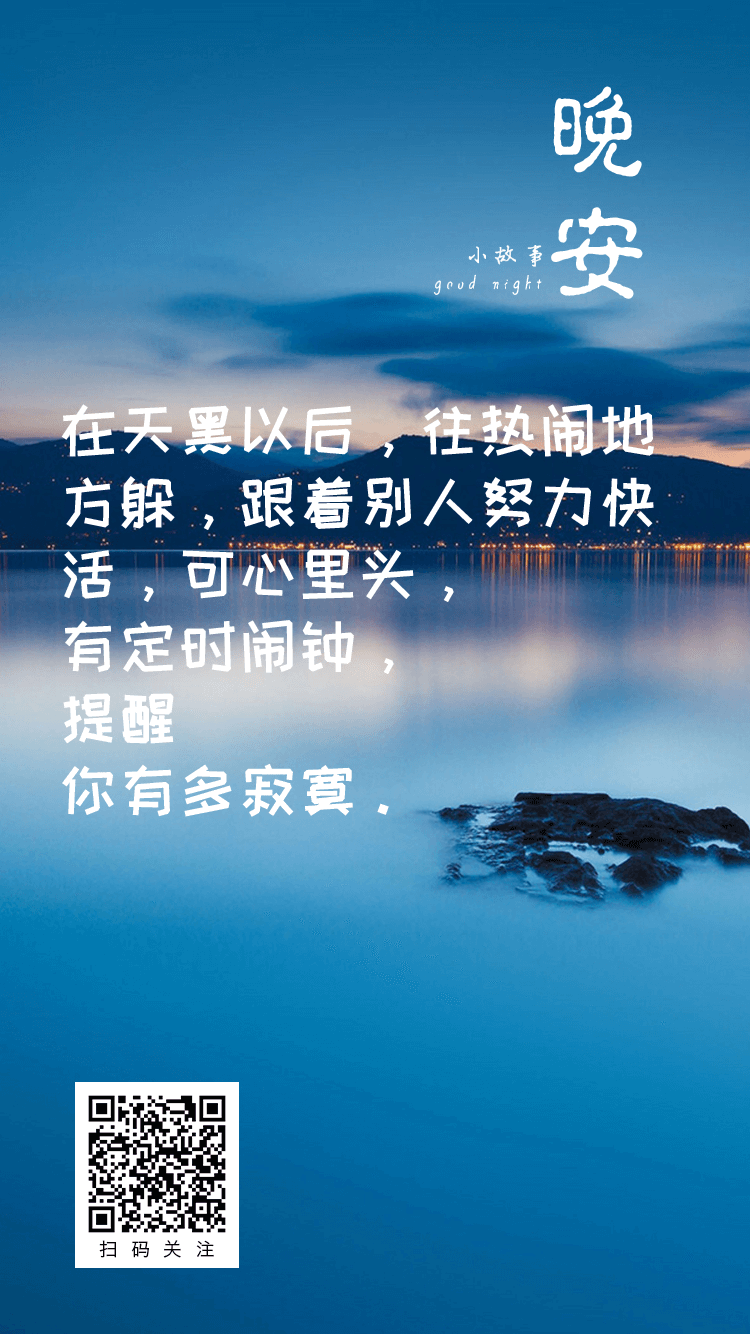 晚安
小故事
good night
在天黑以后，往热闹地
方躲，跟着别人努力快
活，可心里头，
有定时闹钟，
提醒
你有多寂寞。
扫码关注